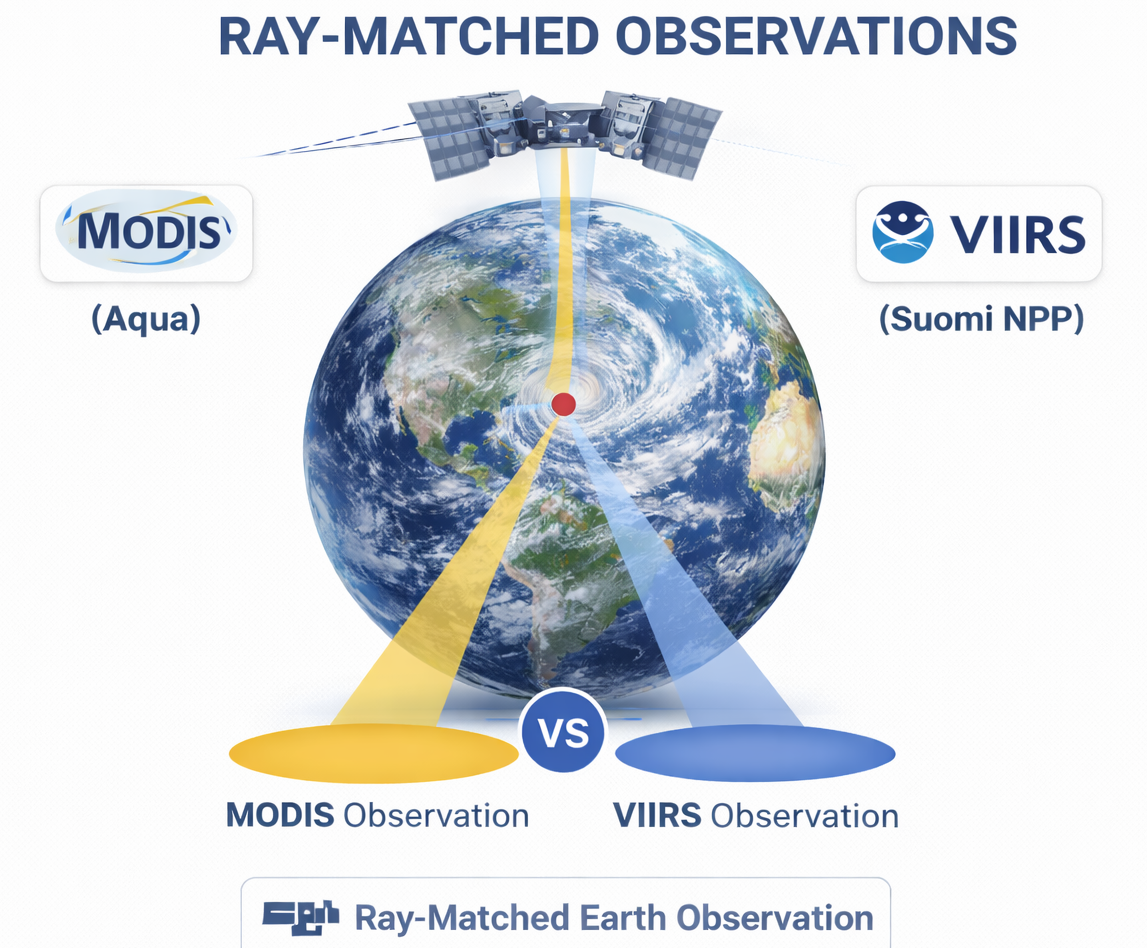 RAY-MATCHED OBSERVATIONS
MODIS
(Aqua)
VIIRS
(Suomi NPP)
VS
MODIS Observation
VIIRS Observation
Ray-Matched Earth Observation